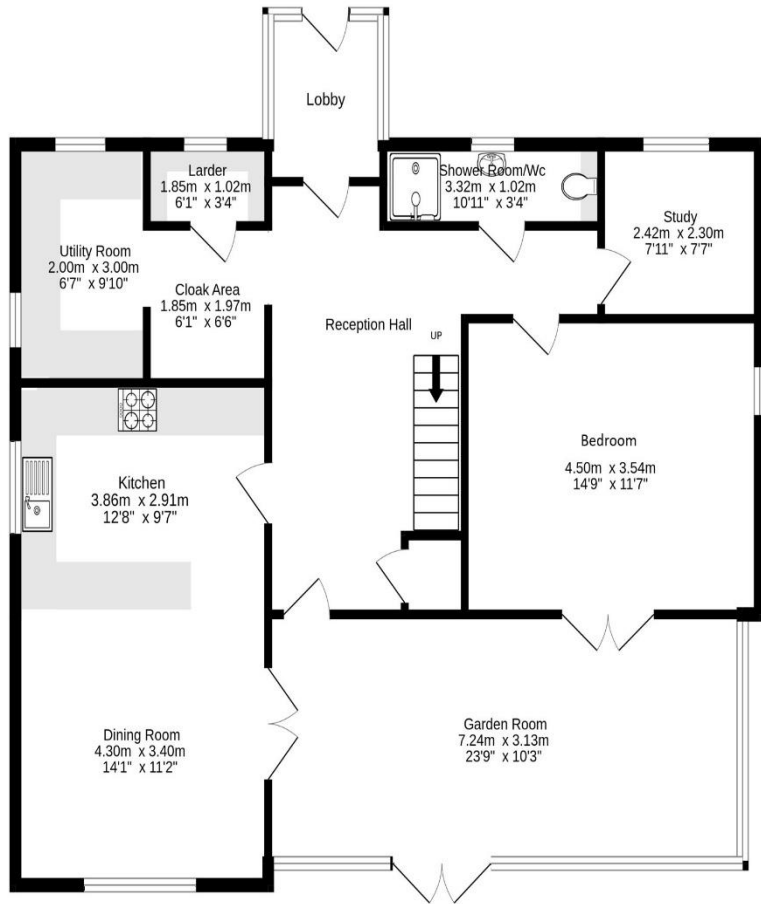 Lobby
Larder
1.85m x 1.02m
6'1" x 3'4"
Shower Room/Wc
3.32m x 1.02m
10'11" x 3'4"
Study
2.42m x 2.30m
7'11" x 7'7"
Utility Room
2.00m x 3.00m
6'7" x 9'10"
Cloak Area
1.85m x 1.97m
6'1" x 6'6"
Reception Hall
UP
Bedroom
4.50m x 3.54m
14'9" x 11'7"
Kitchen
3.86m x 2.91m
12'8" x 9'7"
Dining Room
4.30m x 3.40m
14'1" x 11'2"
Garden Room
7.24m x 3.13m
23'9" x 10'3"